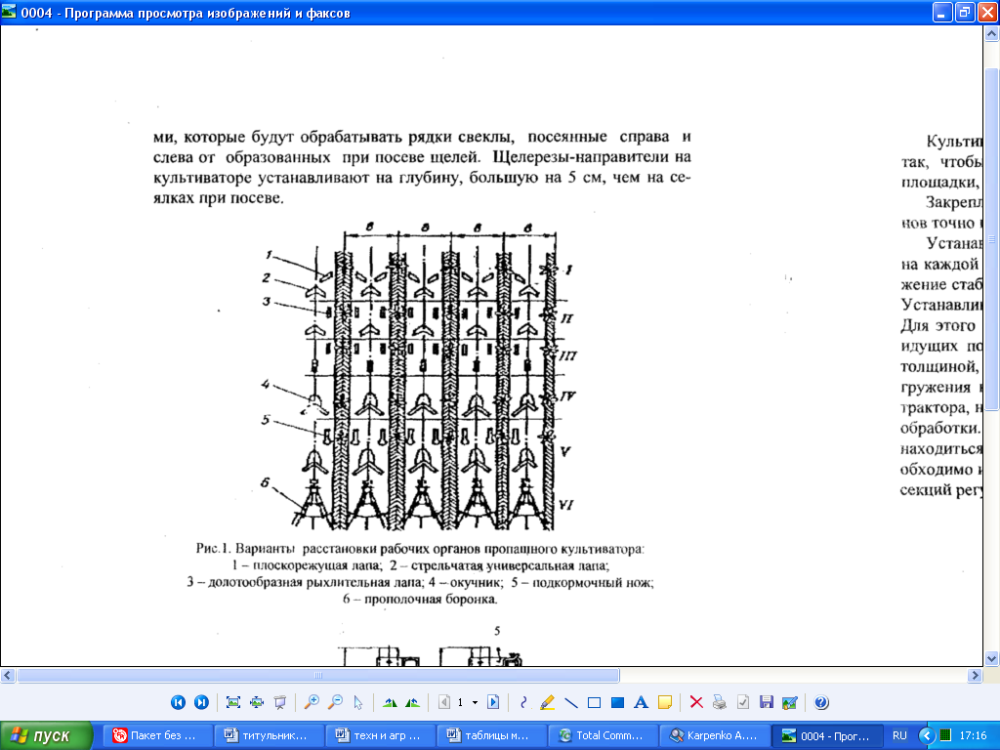 0004 - Программа просмотра изображений и факсов
ми, которые будут обрабатывать рядки свеклы, посеянные справа и
слева от образованных при посеве щелей. Щелерезы-направители на
культиваторе устанавливают на глубину, большую на 5 см, чем на се-
ялках при посеве.
в в в в
1
2
3
4
5
6
I
II
III
IV
V
VI
Рис.1. Варианты расстановки рабочих органов пропашного культиватора:
1 – плоскорежущая лапа; 2 – стрельчатая универсальная лапа;
3 – долотообразная рыхлительная лапа; 4 – окучник; 5 – подкормочный нож;
6 – прополочная боронка.
5
Культи
так, чтобы
площадки,
Закрепл
нов точно
Устанав
на каждой
жение стаб
Устанавли
Для этого
идущих по
толщиной,
гружения
трактора, н
обработки.
находиться
обходимо и
секций рег
1
пуск
Пакет без ...
титульник...
техн и агр ...
таблицы м...
Total Comm...
Karpenko A....
0004 - Прог...
RU
17:16